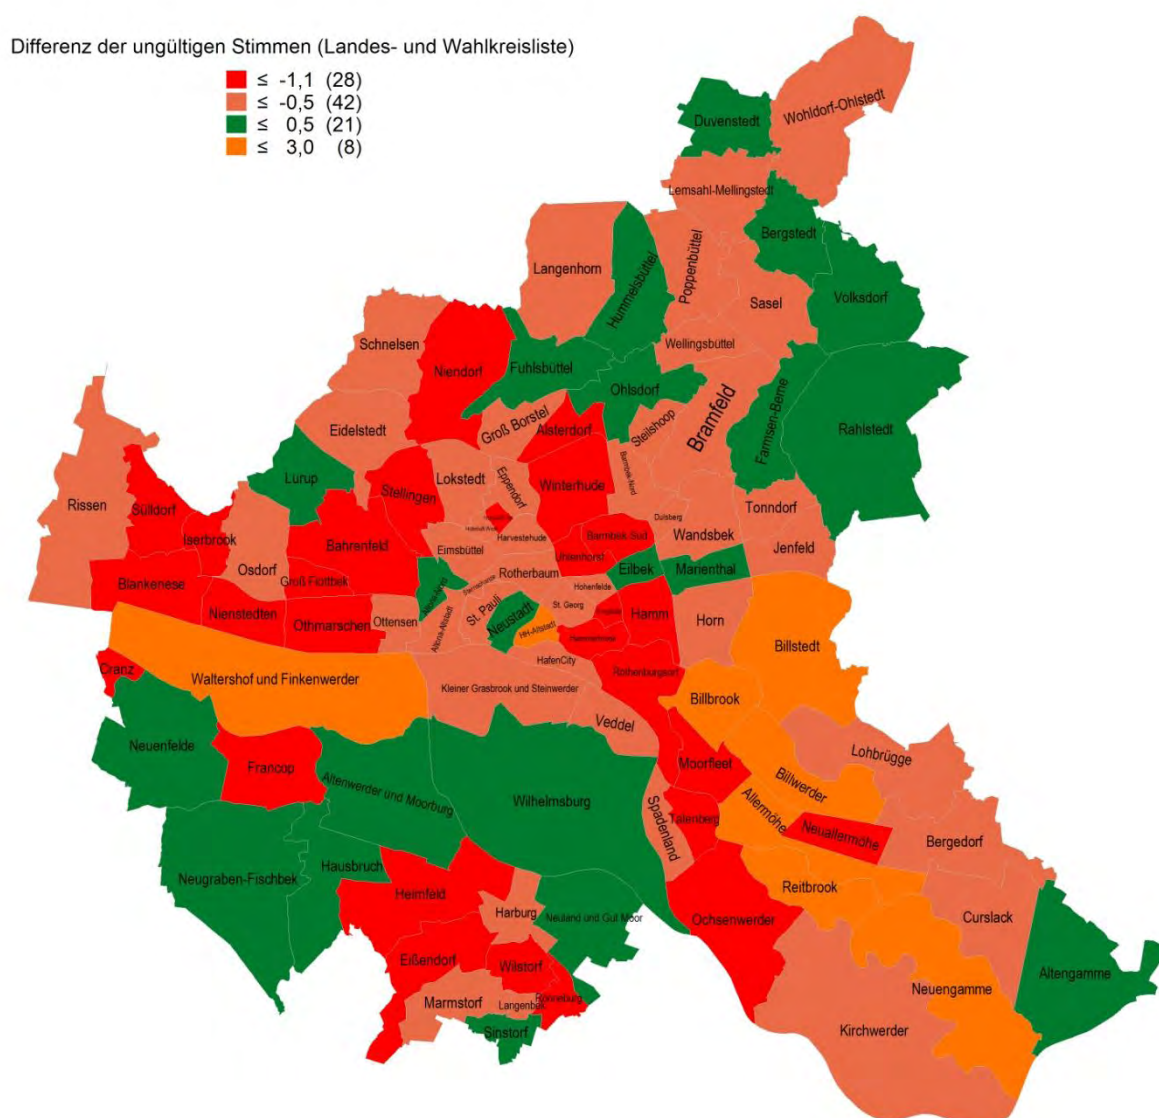 Differenz der ungültigen Stimmen (Landes- und Wahlkreisliste)
≤ -1,1 (28)
≤ -0,5 (42)
≤ 0,5 (21)
≤ 3,0 (8)
Wohldorf-Ohlstedt
Duvenstedt
Lemsahl-Mellingstedt
Bergstedt
Langenhorn
Hummelsbüttel
Poppenbüttel
Sasel
Volksdorf
Schnelsen
Niendorf
Fuhlsbüttel
Wellingsbüttel
Ohlsdorf
Farmsen-Berne
Rahlstedt
Eidelstedt
Groß Borstel
Alsterdorf
Steilshoop
Bramfeld
Rissen
Lurup
Stellingen
Lokstedt
Eppendorf
Winterhude
Barmbek-Nord
Tonndorf
Sülldorf
Iserbrook
Osdorf
Bahrenfeld
Eimsbüttel
Harvestehude
Barmbek-Süd
Dulsberg
Wandsbek
Jenfeld
Blankenese
Groß Flottbek
Rotherbaum
Uhlenhorst
Eilbek
Marienthal
Nienstedten
Othmarschen
Ottensen
Altona-Nord
Altona-Altstadt
Sternschanze
St. Pauli
Neustadt
HH-Altstadt
St. Georg
Hohenfelde
Hamm
Horn
Billstedt
Cranz
Waltershof und Finkenwerder
HafenCity
Rothenburgsort
Kleiner Grasbrook und Steinwerder
Veddel
Billbrook
Neuenfelde
Francop
Altenwerder und Moorburg
Wilhelmsburg
Moorfleet
Billwerder
Lohbrügge
Spadenland
Tatenberg
Allermöhe
Neuallermöhe
Bergedorf
Neugraben-Fischbek
Hausbruch
Heimfeld
Harburg
Neuland und Gut Moor
Ochsenwerder
Reitbrook
Curslack
Eißendorf
Wilstorf
Rönneburg
Marmstorf
Langenbek
Sinstorf
Kirchwerder
Neuengamme
Altengamme